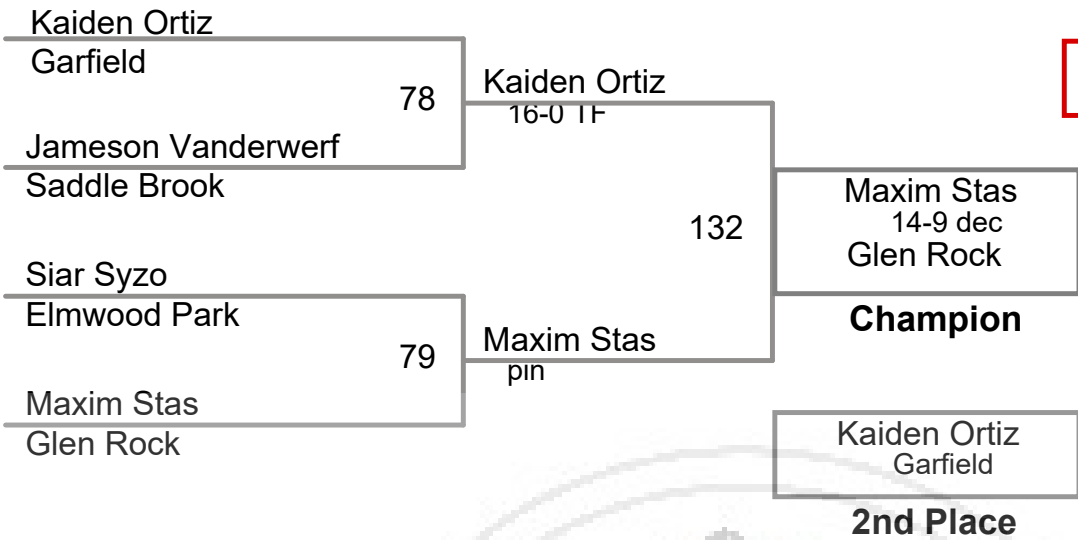 Kaiden Ortiz
Garfield
78
Jameson Vanderwerf
Saddle Brook
Kaiden Ortiz
16-0 TF
Siar Syzo
Elmwood Park
79
Maxim Stas
Glen Rock
Maxim Stas
pin
132
Maxim Stas
14-9 dec
Glen Rock
Champion
Kaiden Ortiz
Garfield
2nd Place